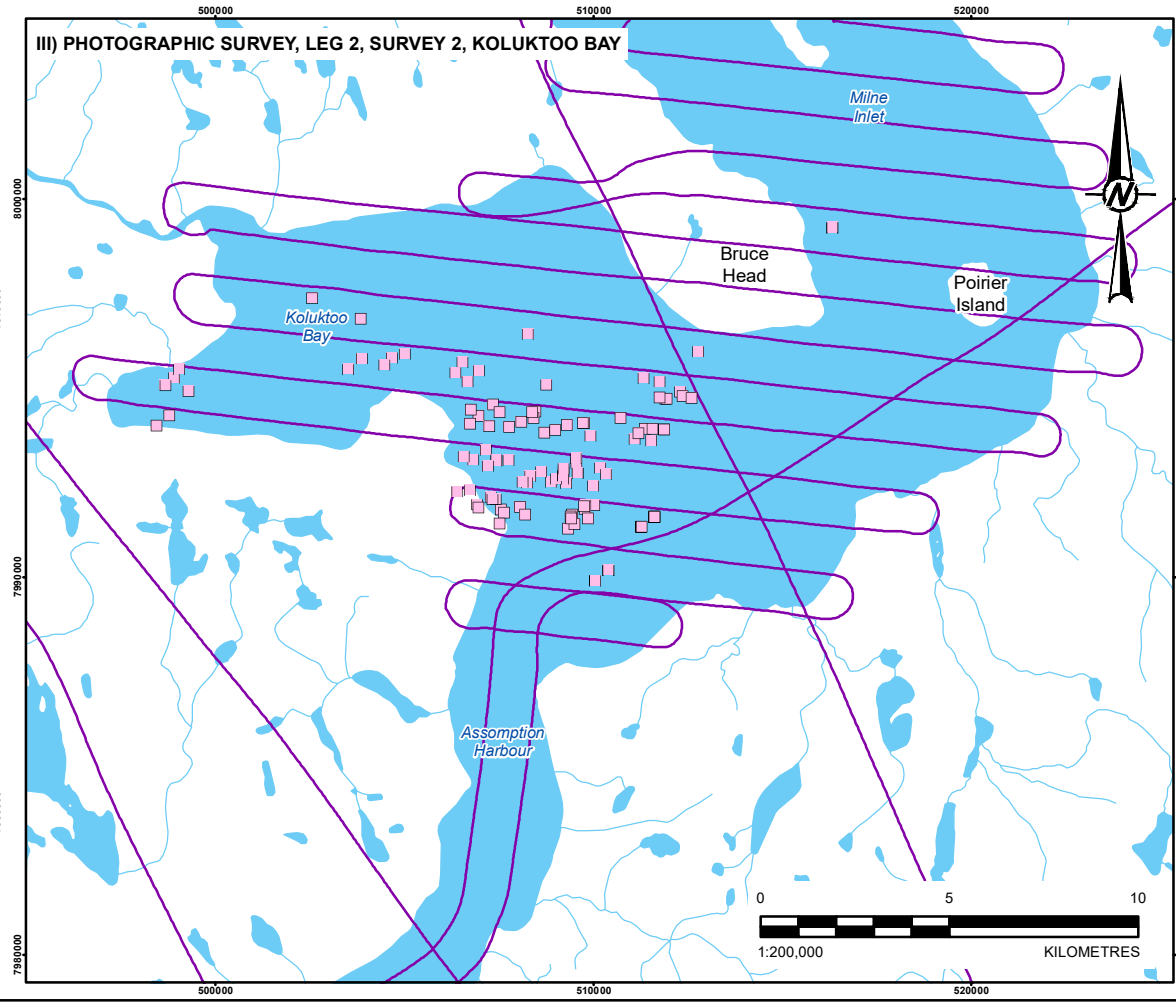 500000
510000
520000
III) PHOTOGRAPHIC SURVEY, LEG 2, SURVEY 2, KOLUKTOO BAY
Milne
Inlet
N
8000000
Bruce
Head
Poirier
Island
Koluktoo
Bay
7990000
Assomption
Harbour
0
5
10
1:200,000
KILOMETRES
7980000
500000
510000
520000